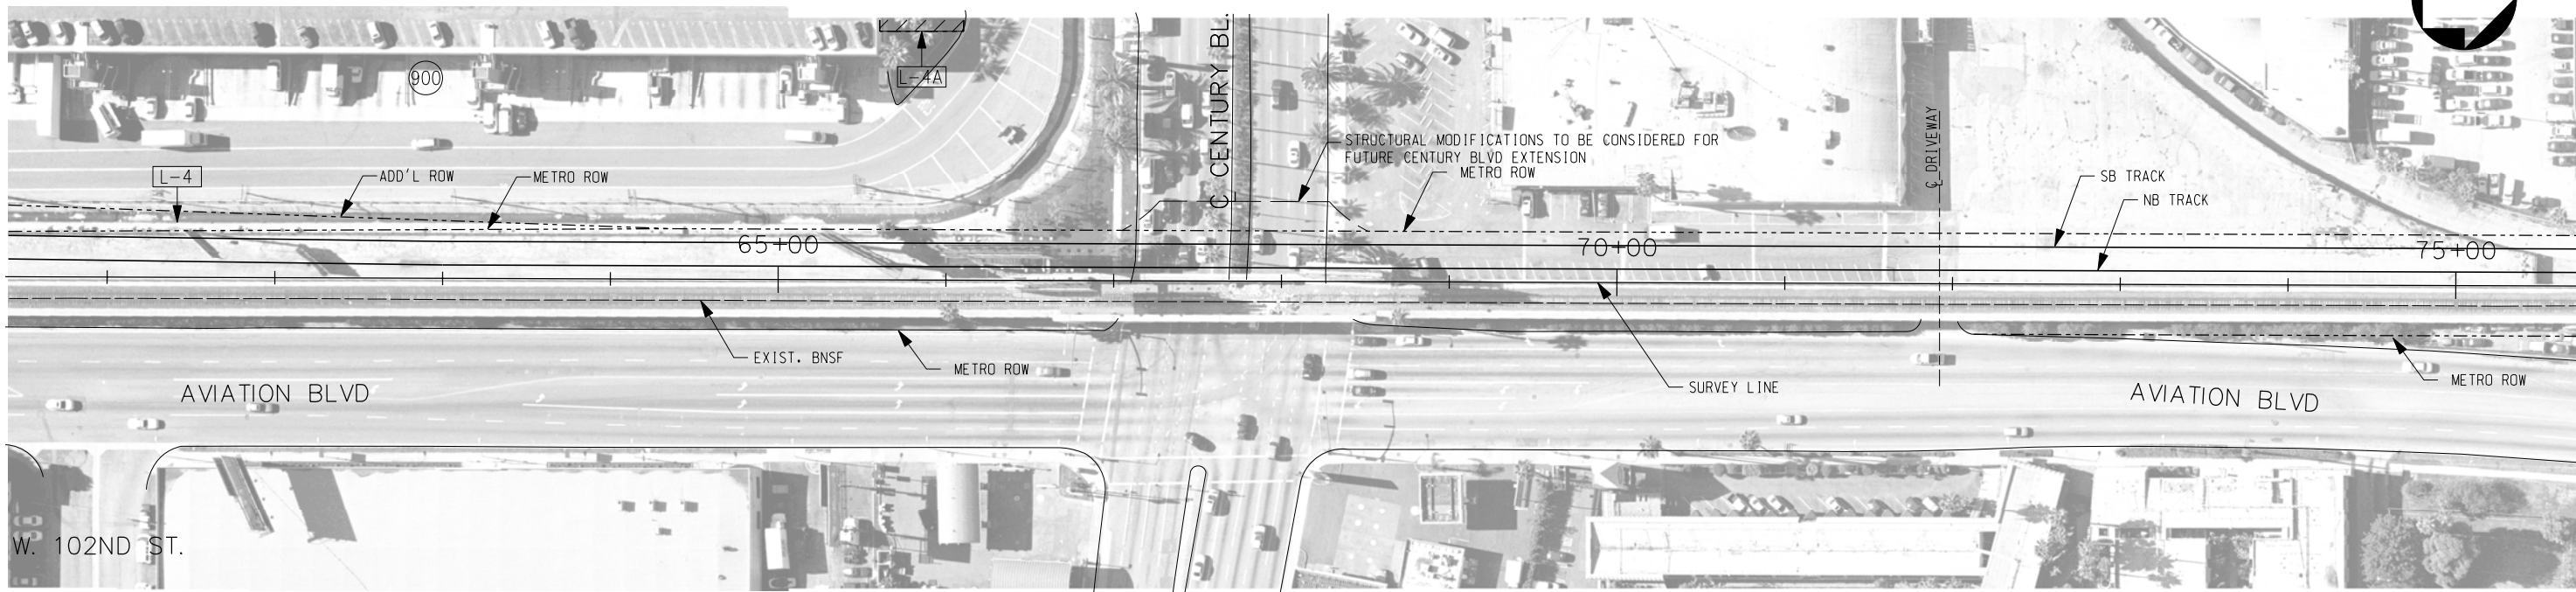 900
L-4A
℄ CENTURY BL.
STRUCTURAL MODIFICATIONS TO BE CONSIDERED FOR
FUTURE CENTURY BLVD EXTENSION
METRO ROW
℄ DRIVEWAY
L-4
ADD'L ROW
METRO ROW
SB TRACK
NB TRACK
65+00
70+00
75+00
EXIST. BNSF
METRO ROW
SURVEY LINE
METRO ROW
AVIATION BLVD
AVIATION BLVD
W. 102ND ST.